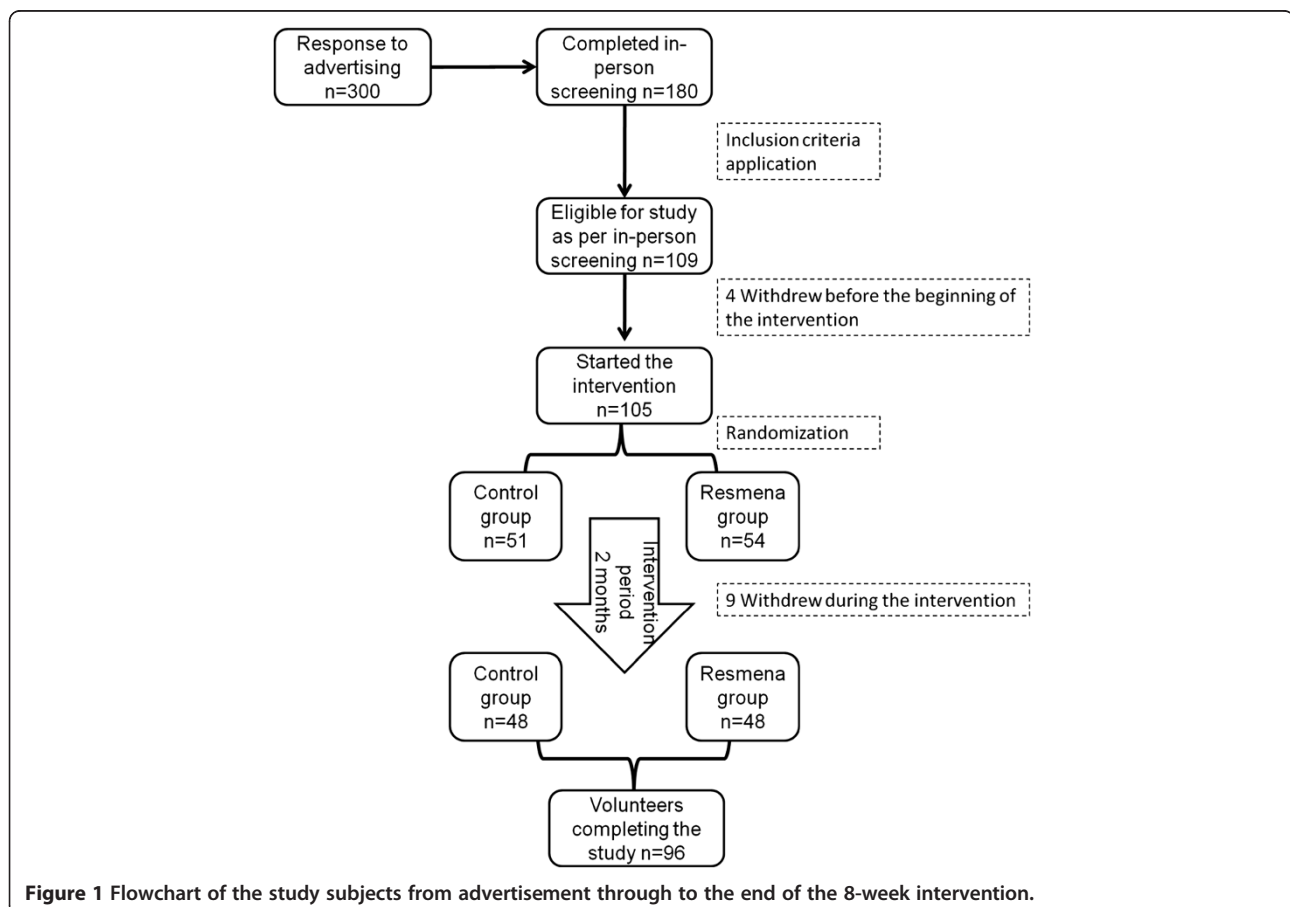 Response to
advertising
n=300
Completed in-
person
screening n=180
Inclusion criteria
application
Eligible for study
as per in-person
screening n=109
4 Withdrew before the beginning of
the intervention
Started the
intervention
n=105
Randomization
Control
group
n=51
Resmena
group
n=54
Intervention
period
2 months
9 Withdrew during the intervention
Control
group
n=48
Resmena
group
n=48
Volunteers
completing the
study n=96
Figure 1 Flowchart of the study subjects from advertisement through to the end of the 8-week intervention.